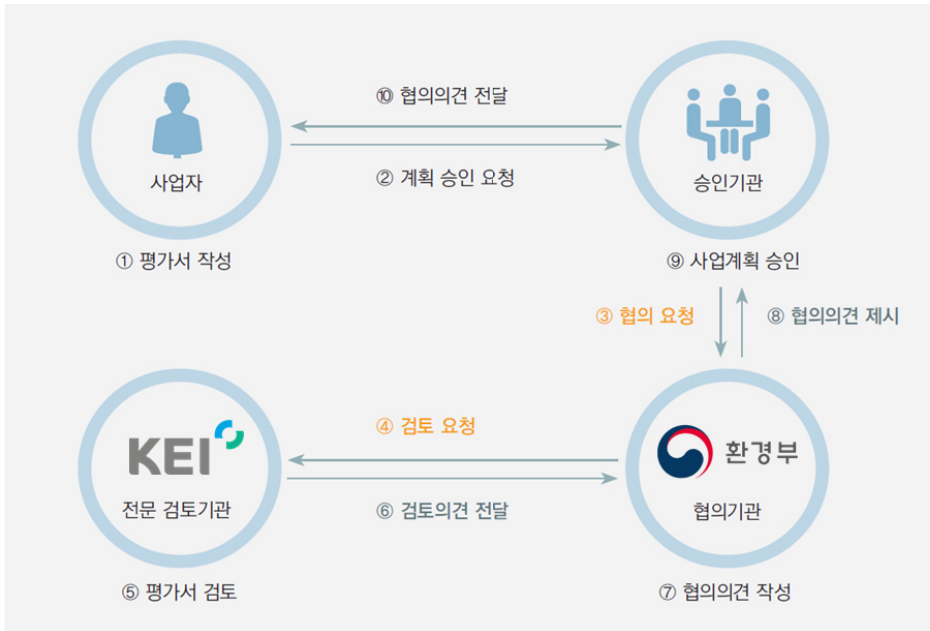 ⑩ 협의의견 전달
사업자
② 계획 승인 요청
승인기관
① 평가서 작성
⑨ 사업계획 승인
③ 협의 요청
⑧ 협의의견 제시
④ 검토 요청
KEI
환경부
전문 검토기관
⑥ 검토의견 전달
협의기관
⑤ 평가서 검토
⑦ 협의의견 작성